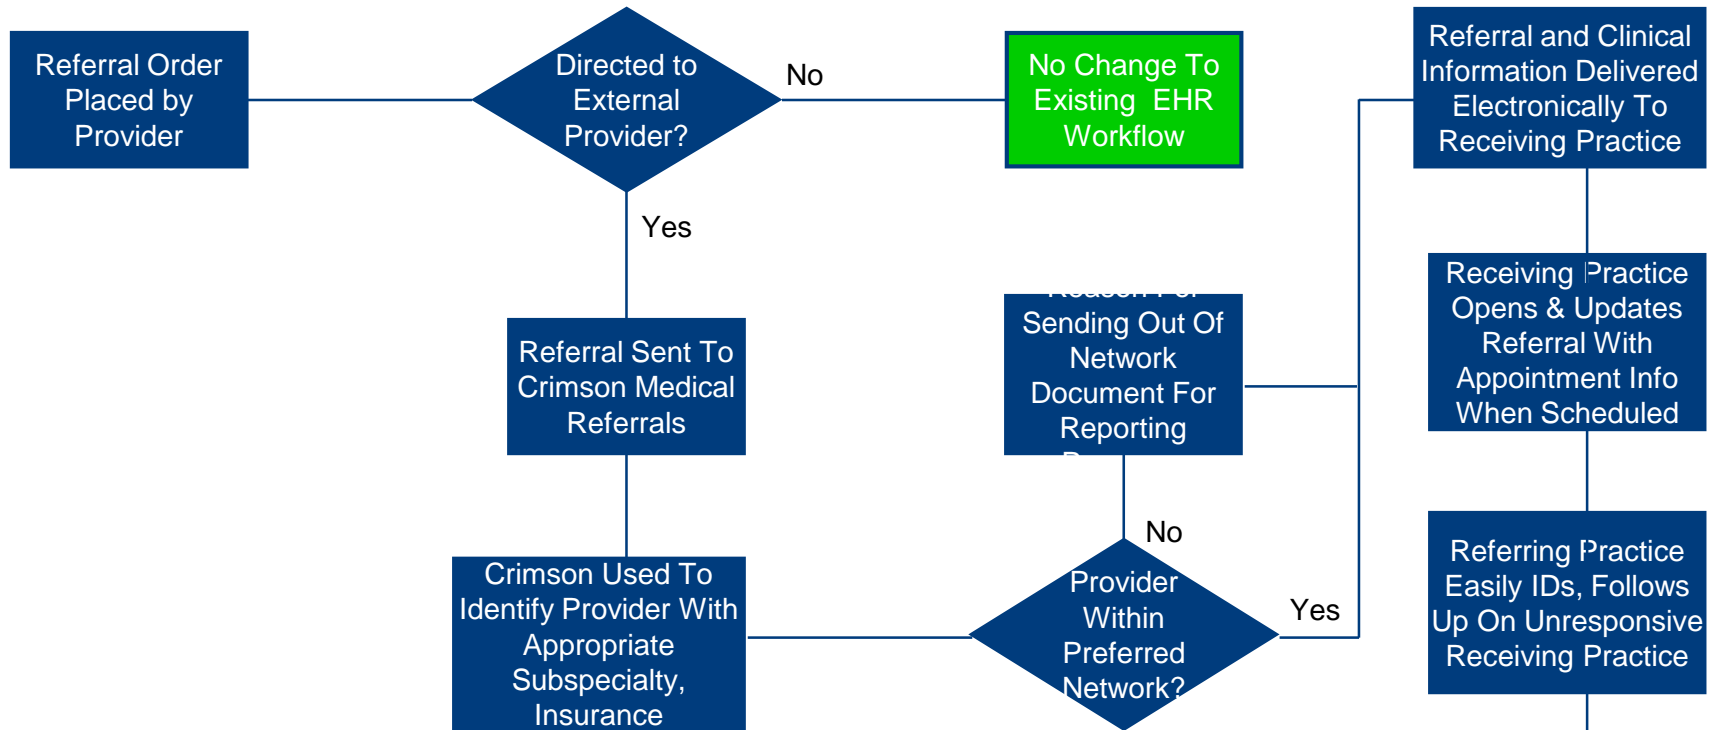 Referral Order
Placed by
Provider
Directed to
External
Provider?
No
No Change To
Existing EHR
Workflow
Yes
Referral Sent To
Crimson Medical
Referrals
Crimson Used To
Identify Provider With
Appropriate
Subspecialty,
Insurance
Provider
Within
Preferred
Network?
No
Reason For
Sending Out Of
Network
Document For
Reporting
Yes
Referral and Clinical
Information Delivered
Electronically To
Receiving Practice
Receiving Practice
Opens & Updates
Referral With
Appointment Info
When Scheduled
Referring Practice
Easily IDs, Follows
Up On Unresponsive
Receiving Practice